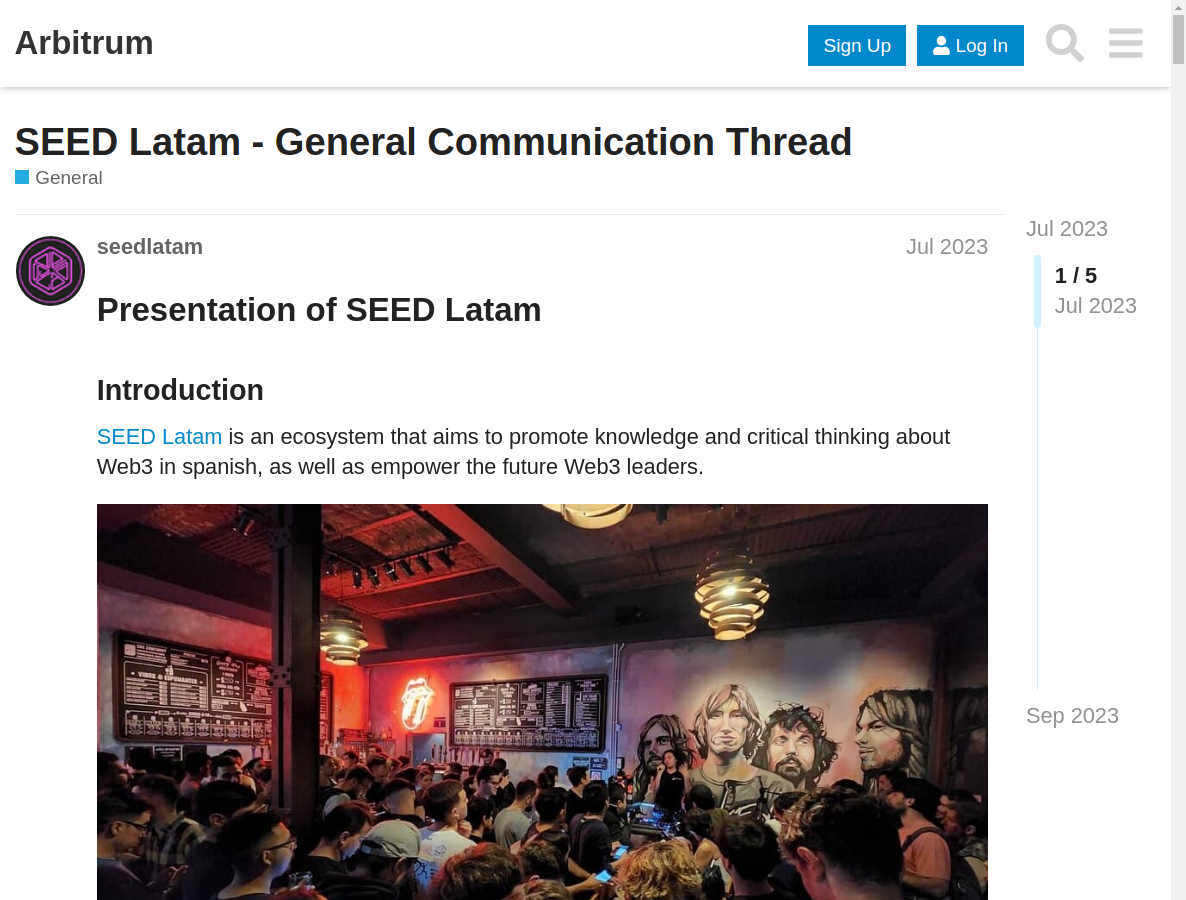 Arbitrum
Sign Up
Log In
SEED Latam - General Communication Thread
General
Jul 2023
seedlatam
Jul 2023
1 / 5
Jul 2023
Presentation of SEED Latam
Introduction
SEED Latam is an ecosystem that aims to promote knowledge and critical thinking about
Web3 in spanish, as well as empower the future Web3 leaders.
VINOS & ESPUMANTES
Sep 2023